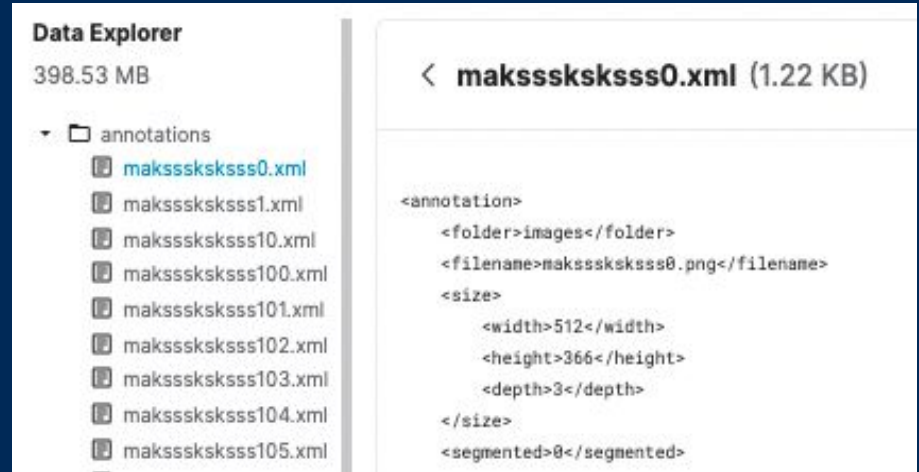 Data Explorer
398.53 MB
annotations
maksssksksss0.xml
maksssksksss1.xml
maksssksksss10.xml
maksssksksss100.xml
maksssksksss101.xml
maksssksksss102.xml
maksssksksss103.xml
maksssksksss104.xml
maksssksksss105.xml
< maksssksksss0.xml (1.22 KB)
<annotation>
<folder>images</folder>
<filename>maksssksksss0.png</filename>
<size>
<width>512</width>
<height>366</height>
<depth>3</depth>
</size>
<segmented>0</segmented>